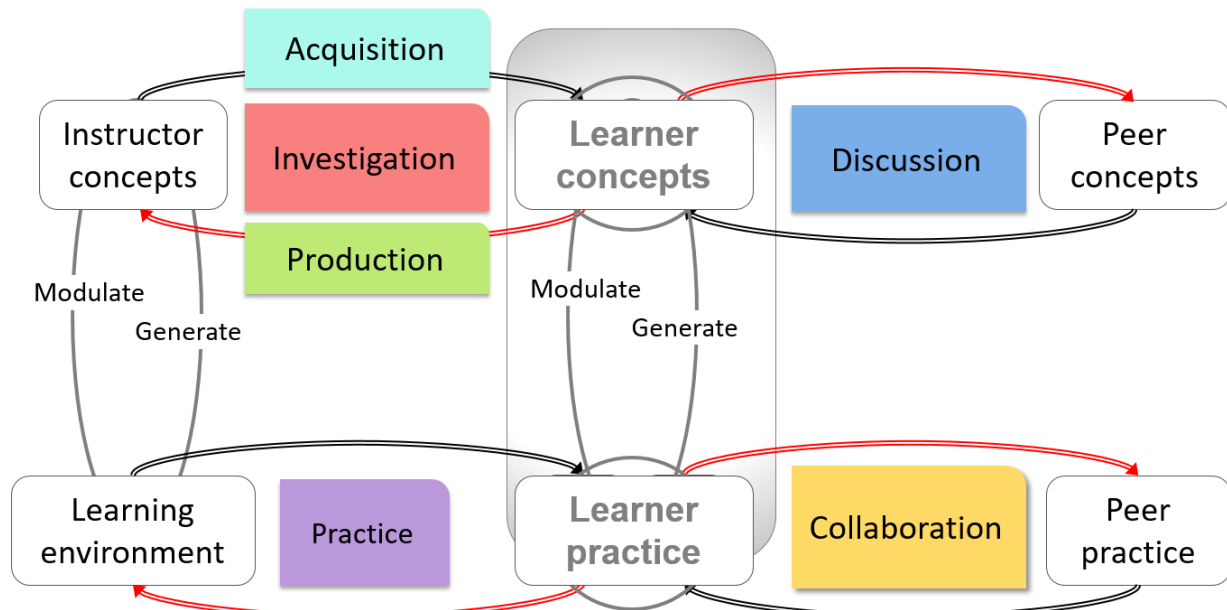 Acquisition
Instructor
concepts
Investigation
Learner
concepts
Discussion
Peer
concepts
Production
Modulate
Generate
Modulate
Generate
Learning
environment
Practice
Learner
practice
Collaboration
Peer
practice